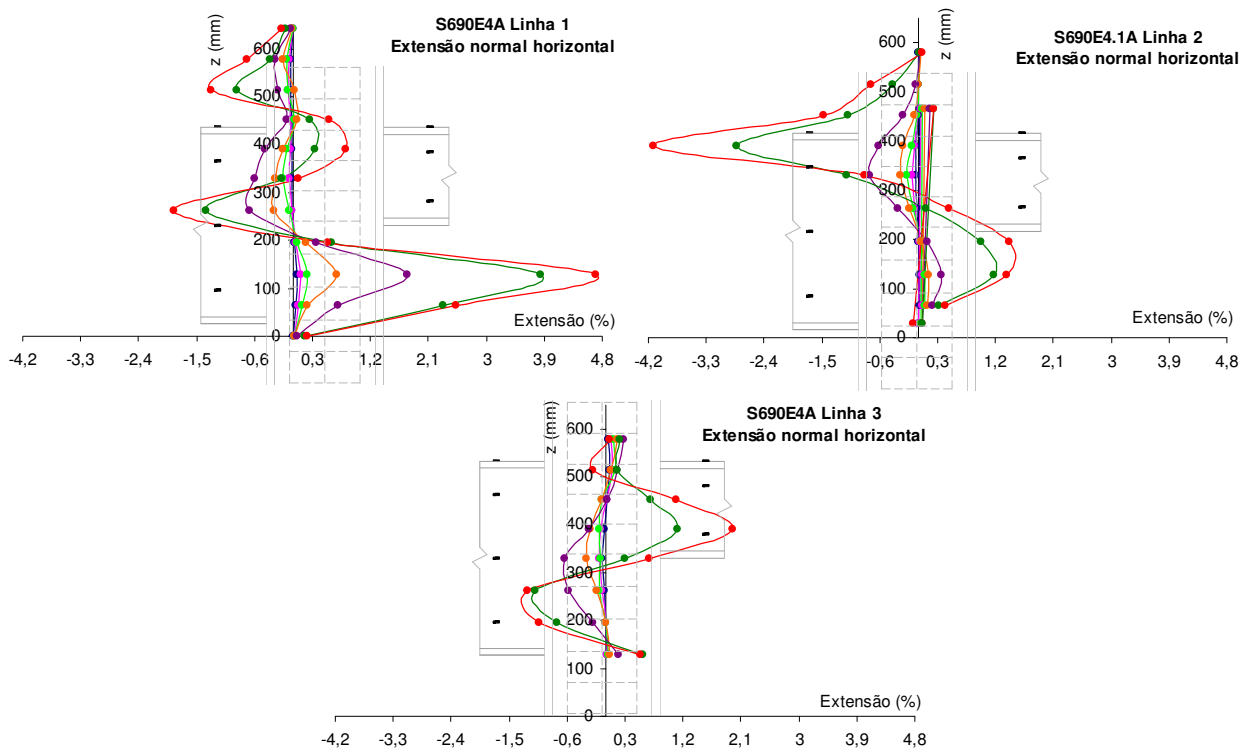 S690E4A Linha 1
Extensão normal horizontal
z (mm)
600
500
400
300
200
100
0
Extensão (%)
-4,2 -3,3 -2,4 -1,5 -0,6 0,3 1,2 2,1 3 3,9 4,8
S690E4.1A Linha 2
Extensão normal horizontal
z (mm)
600
500
400
300
200
100
0
Extensão (%)
-4,2 -3,3 -2,4 -1,5 -0,6 0,3 1,2 2,1 3 3,9 4,8
S690E4A Linha 3
Extensão normal horizontal
z (mm)
600
500
400
300
200
100
0
Extensão (%)
-4,2 -3,3 -2,4 -1,5 -0,6 0,3 1,2 2,1 3 3,9 4,8